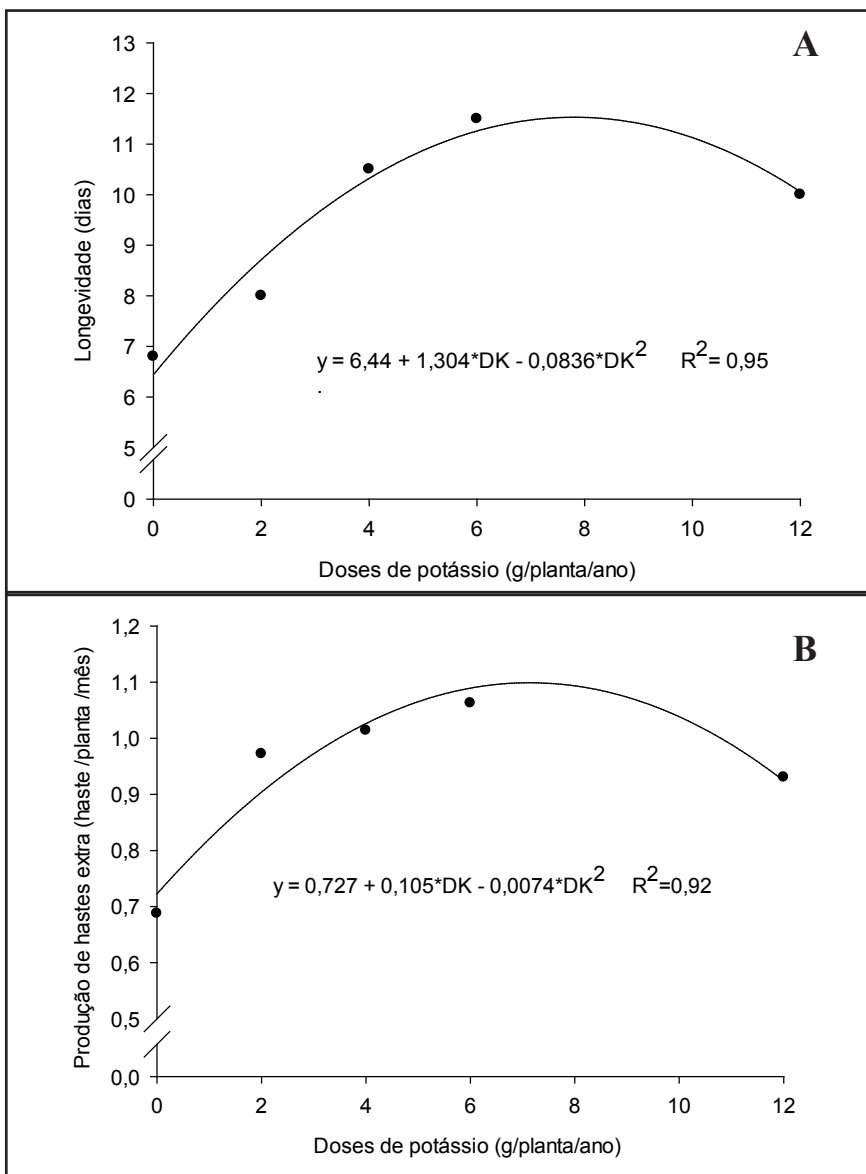 A
13
12
11
10
9
8
7
6
5
0
Longevidade (dias)
y = 6,44 + 1,304*DK - 0,0836*DK² R²= 0,95
.
0 2 4 6 8 10 12
Doses de potássio (g/planta/ano)
B
1,2
1,1
1,0
0,9
0,8
0,7
0,6
0,5
0,0
Produção de hastes extra (haste /planta /mês)
y = 0,727 + 0,105*DK - 0,0074*DK² R²=0,92
0 2 4 6 8 10 12
Doses de potássio (g/planta/ano)